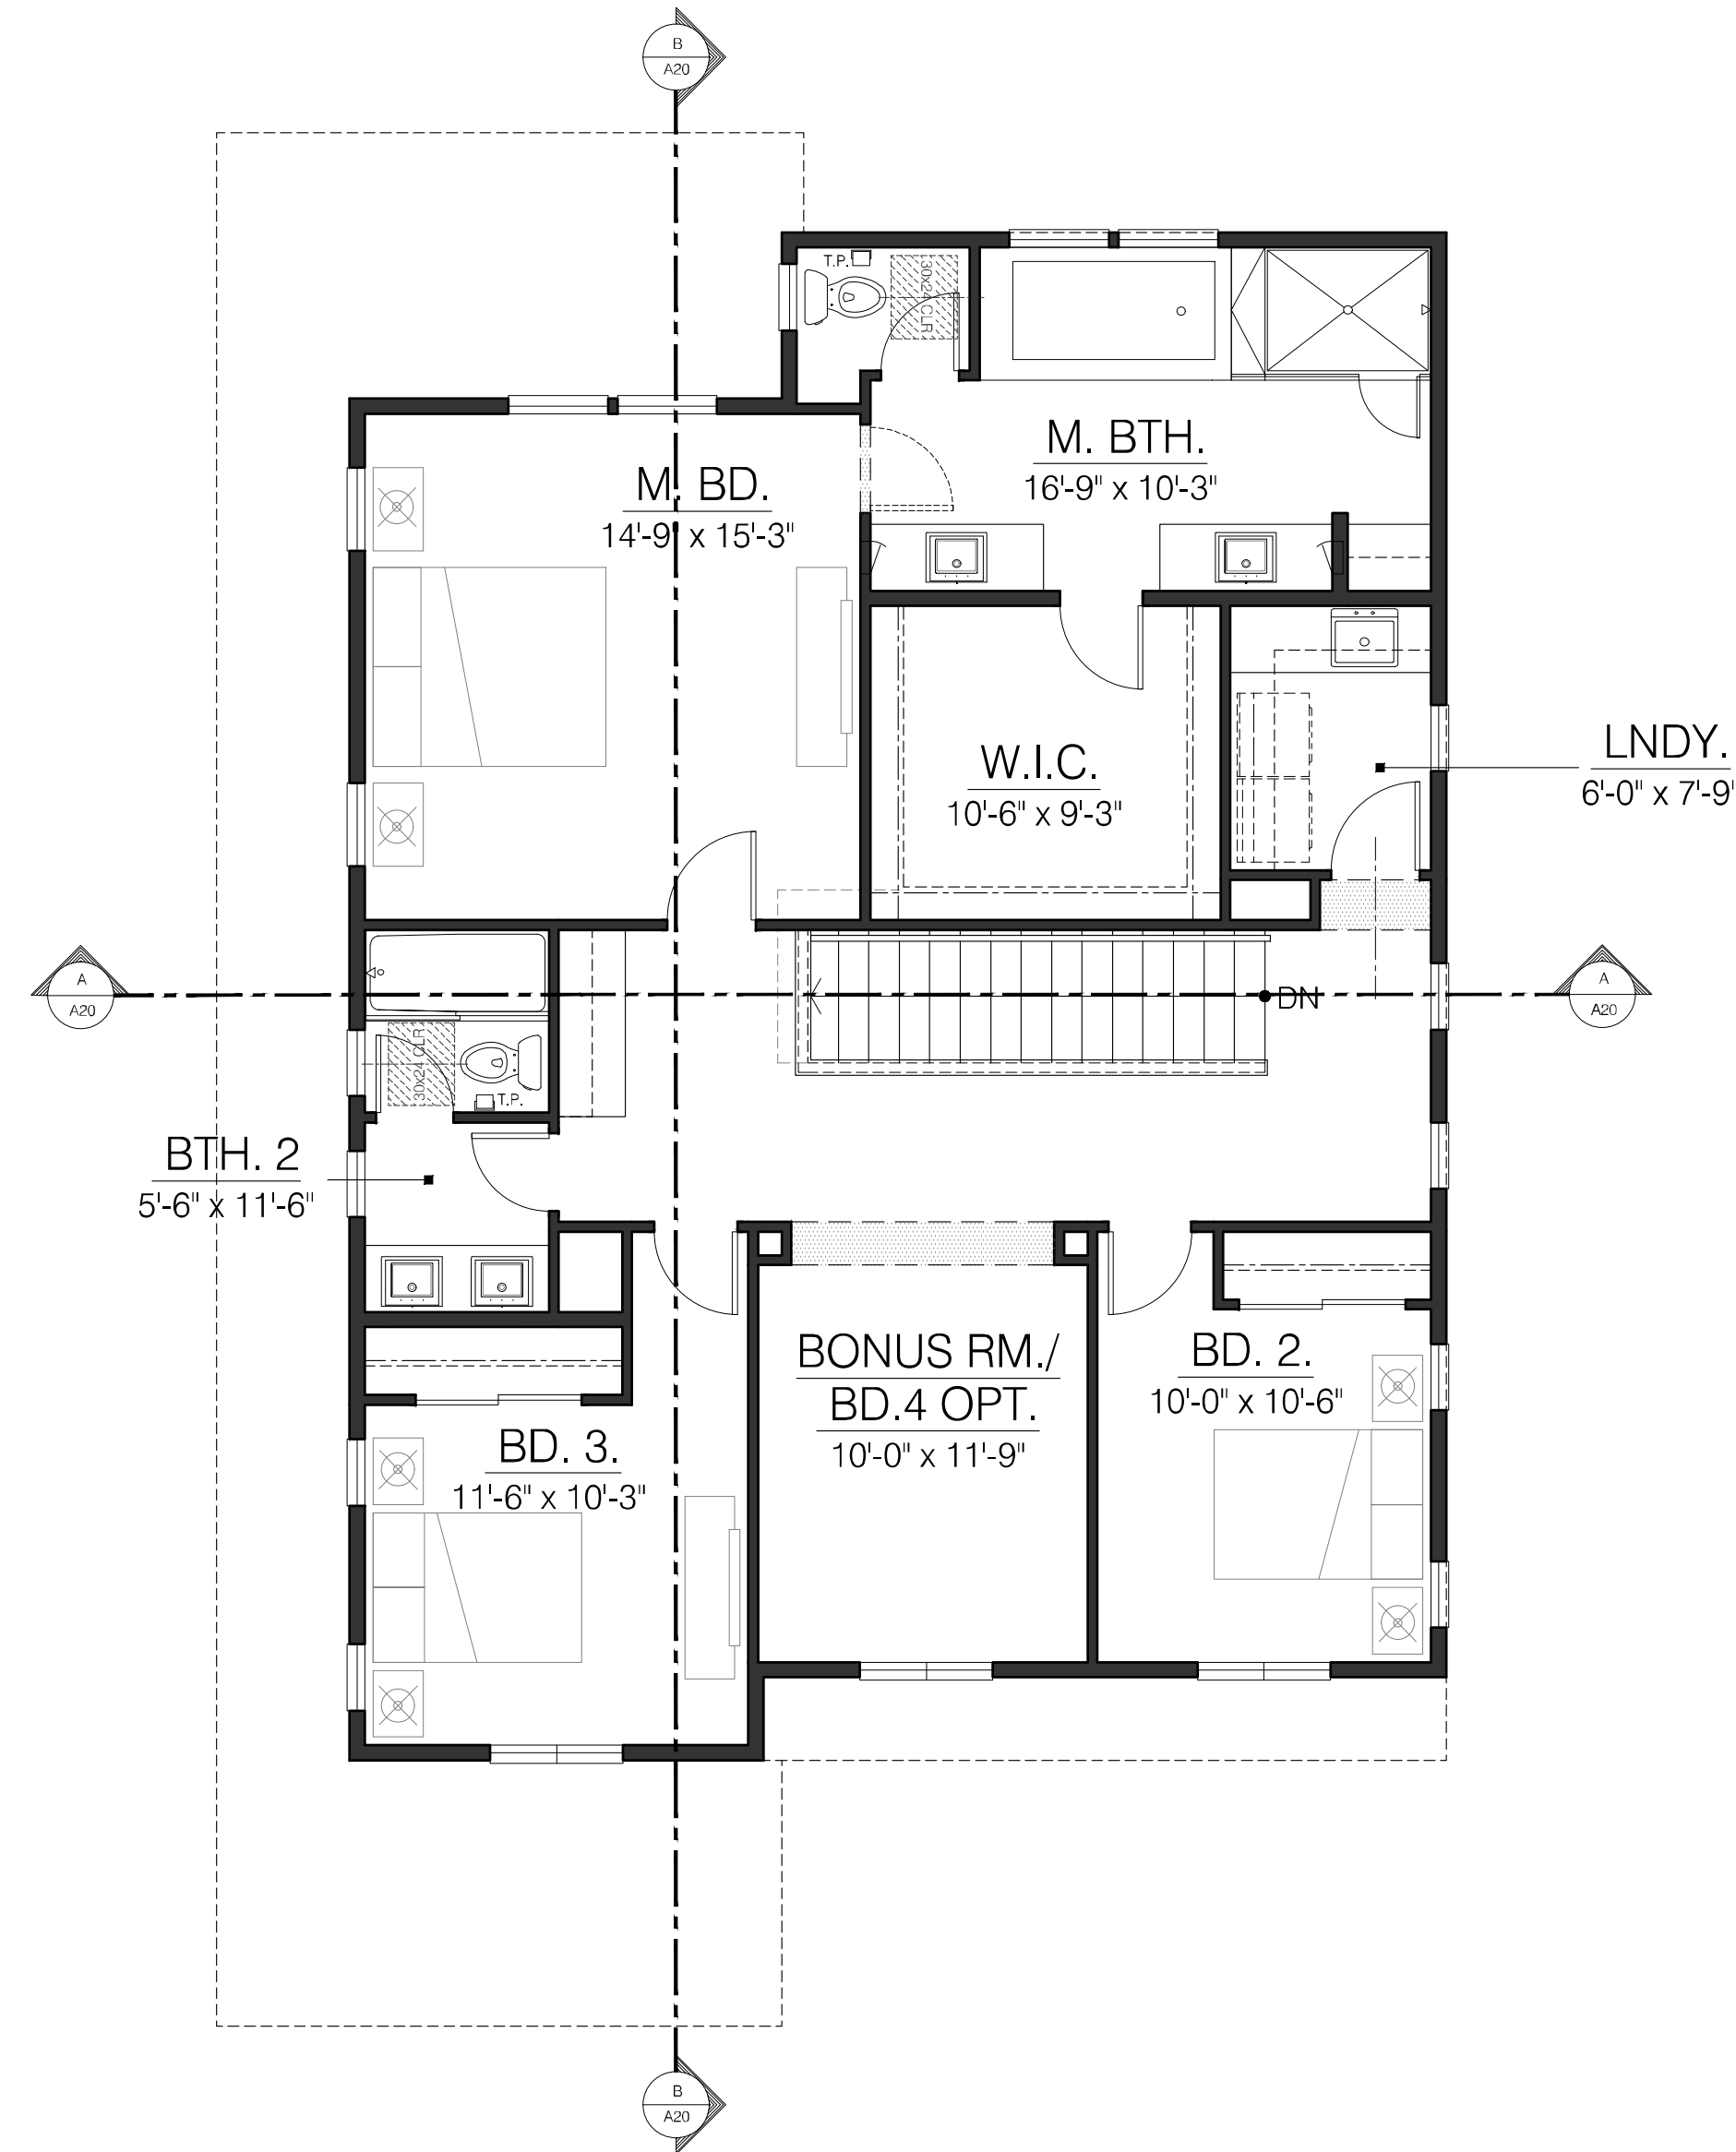 B
A20
T.P.
30x24 CLR
M. BTH.
16'-9" x 10'-3"
M. BD.
14'-9" x 15'-3"
LNDY.
6'-0" x 7'-9"
W.I.C.
10'-6" x 9'-3"
A
A20
A
A20
DN
30x24 CLR
T.P.
BTH. 2
5'-6" x 11'-6"
BONUS RM./
BD.4 OPT.
10'-0" x 11'-9"
BD. 2.
10'-0" x 10'-6"
BD. 3.
11'-6" x 10'-3"
B
A20